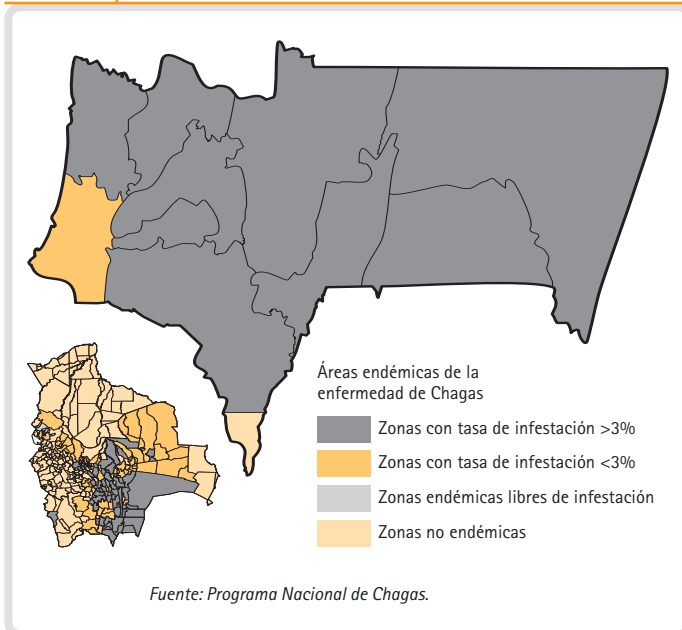 Áreas endémicas de la
enfermedad de Chagas
Zonas con tasa de infestación >3%
Zonas con tasa de infestación <3%
Zonas endémicas libres de infestación
Zonas no endémicas
Fuente: Programa Nacional de Chagas.